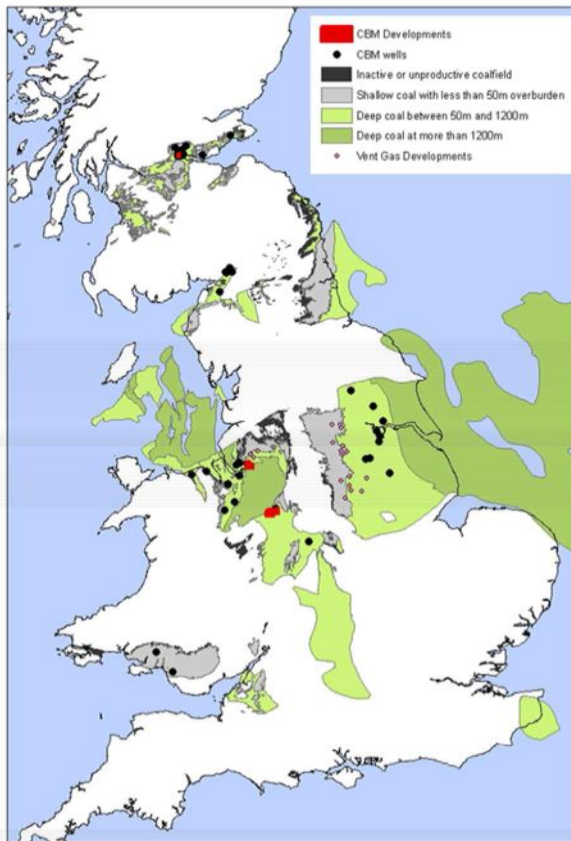 CBM Developments
CBM wells
Inactive or unproductive coalfield
Shallow coal with less than 50m overburden
Deep coal between 50m and 1200m
Deep coal at more than 1200m
Vent Gas Developments